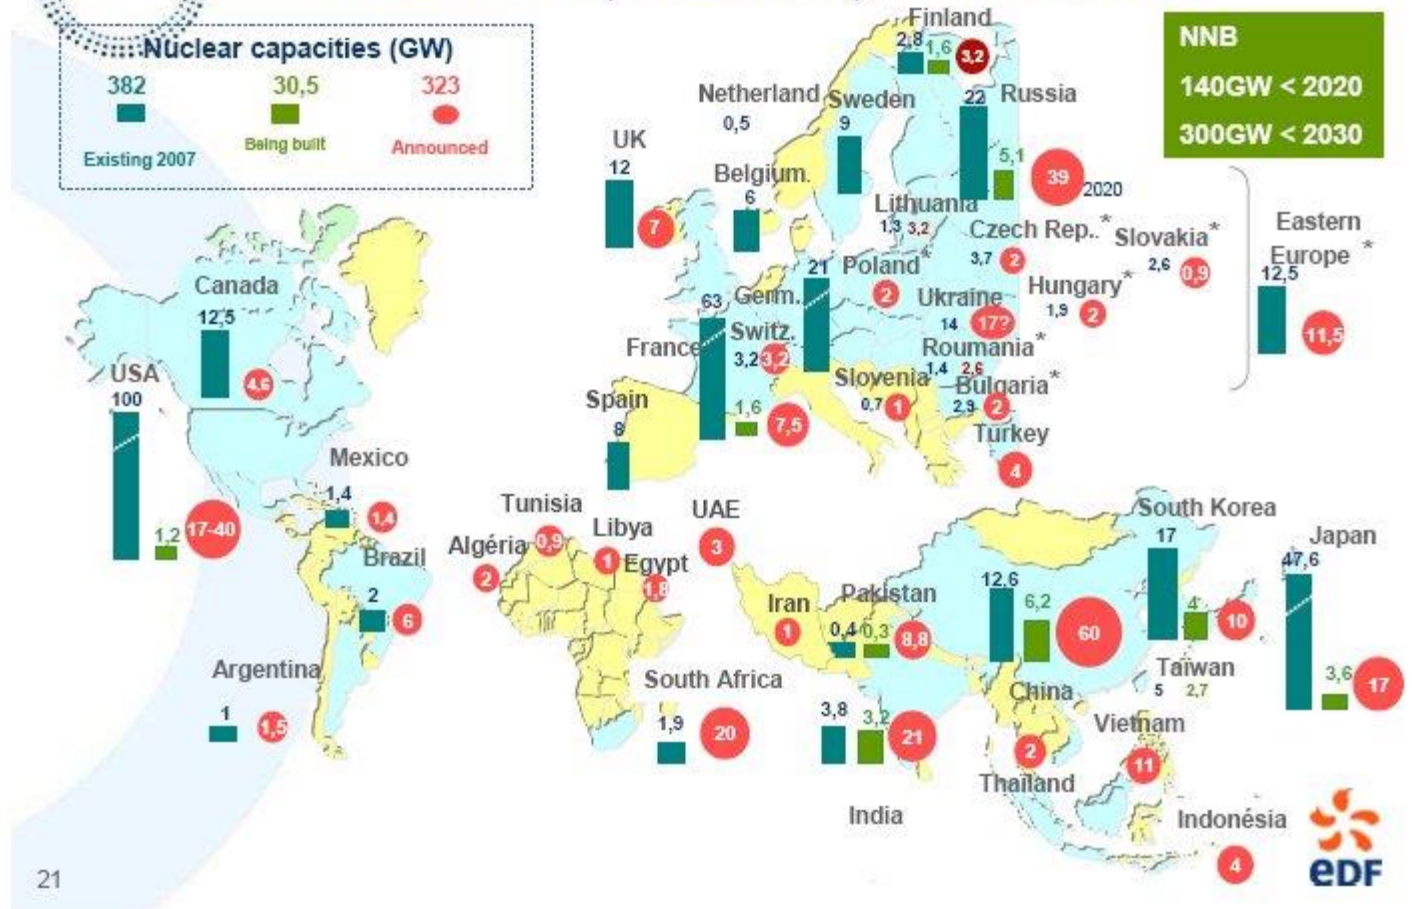 Nuclear capacities (GW)
382 30,5 323
Existing 2007 Being built Announced
NNB
140GW < 2020
300GW < 2030
Finland
2,8 1,6 3,2
Netherland
0,5
Sweden
9
Russia
22 5,1 39 2020
UK
12 7
Belgium.
6
Lithuania
1,3 3,2
Czech Rep..*
3,7 2
Slovakia*
2,6 0,9
Eastern
Europe *
12,5 11,5
Poland*
2
Germ.
21
Ukraine
14 17?
Hungary*
1,9 2
France
63 1,6 7,5
Switz.
3,2 3,2
Roumania*
1,4 2,6
Slovenia
0,7 1
Bulgaria*
2,9 2
Spain
8
Turkey
4
Canada
12,5 4,6
USA
100 1,2 17-40
Mexico
1,4 1,4
Brazil
2 6
Argentina
1 1,5
Tunisia
0,9
Algéria
2
Libya
1
Egypt
1,8
UAE
3
South Africa
1,9 20
Iran
1
Pakistan
0,4 0,3 8,8
India
3,8 3,2 21
China
12,6 6,2 60
South Korea
17 4 10
Japan
47,6 3,6 17
Taïwan
5 2,7
Vietnam
11
Thaïland
2
Indonésia
4
eDF
21